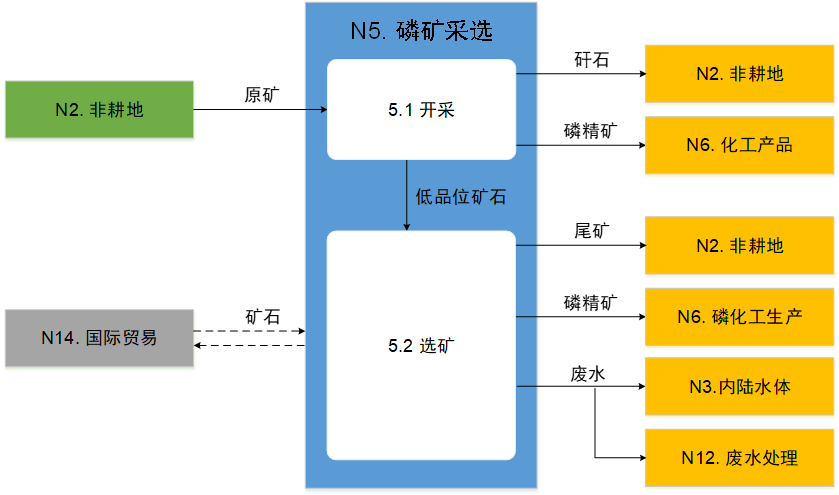 N5. 磷矿采选
N2. 非耕地
原矿
5.1 开采
矸石
N2. 非耕地
磷精矿
N6. 化工产品
低品位矿石
尾矿
N2. 非耕地
N14. 国际贸易
矿石
5.2 选矿
磷精矿
N6. 磷化工生产
废水
N3.内陆水体
N12. 废水处理